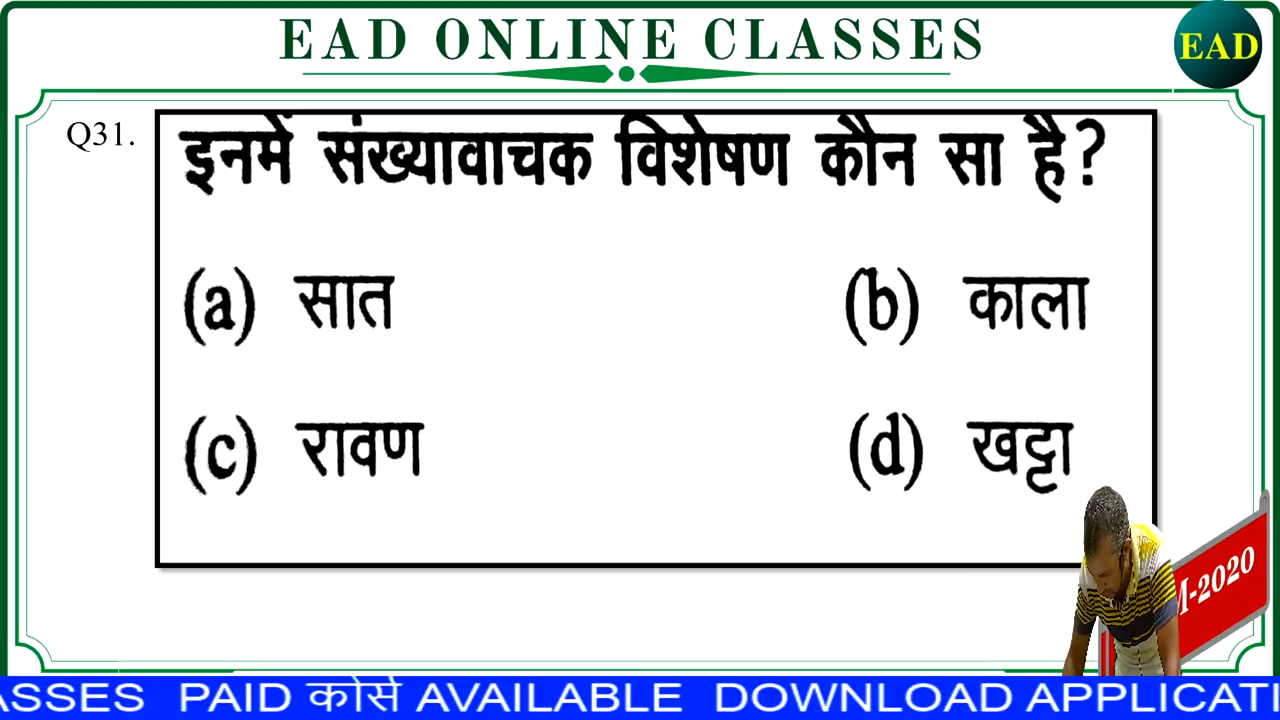 EAD ONLINE CLASSES
EAD
Q31. इनमें संख्यावाचक विशेषण कौन सा है?
(a) सात (b) काला
(c) रावण (d) खट्टा
-2020
ASSES PAID कोर्स AVAILABLE DOWNLOAD APPLICATI